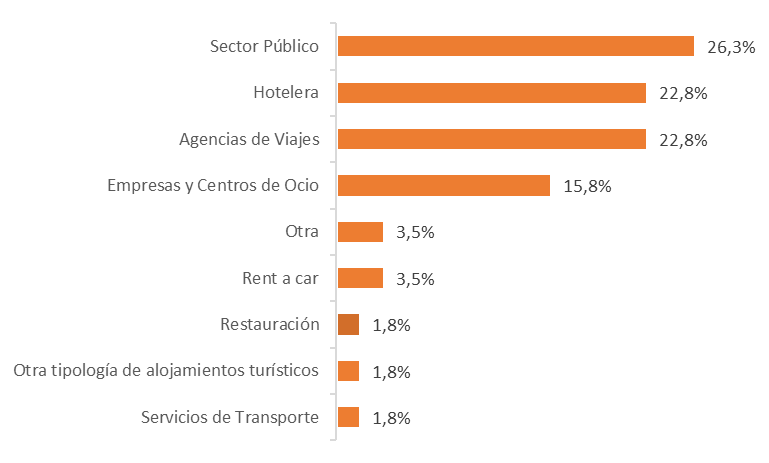 Sector Público 26,3%
Hotelera 22,8%
Agencias de Viajes 22,8%
Empresas y Centros de Ocio 15,8%
Otra 3,5%
Rent a car 3,5%
Restauración 1,8%
Otra tipología de alojamientos turísticos 1,8%
Servicios de Transporte 1,8%